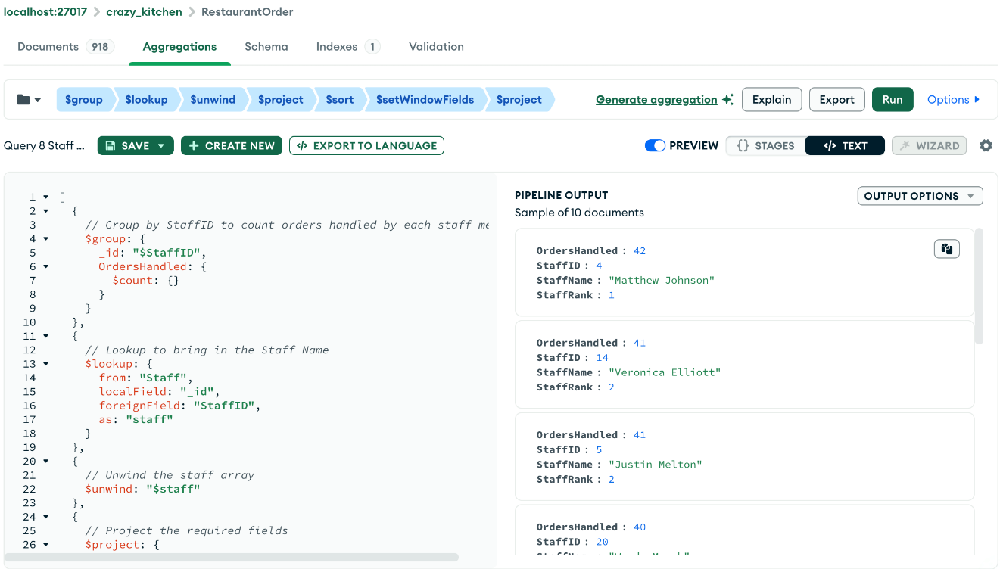 localhost:27017 > crazy_kitchen > RestaurantOrder
Documents 918 Aggregations Schema Indexes 1 Validation
$group $lookup $unwind $project $sort $setWindowFields $project Generate aggregation Explain Export Run Options
Query 8 Staff ... SAVE CREATE NEW </> EXPORT TO LANGUAGE PREVIEW {} STAGES </> TEXT WIZARD
1 [
2 {
3 // Group by StaffID to count orders handled by each staff me
4 $group: {
5 _id: "$StaffID",
6 OrdersHandled: {
7 $count: {}
8 }
9 }
10 },
11 {
12 // Lookup to bring in the Staff Name
13 $lookup: {
14 from: "Staff",
15 localField: "_id",
16 foreignField: "StaffID",
17 as: "staff"
18 }
19 },
20 {
21 // Unwind the staff array
22 $unwind: "$staff"
23 },
24 {
25 // Project the required fields
26 $project: {
PIPELINE OUTPUT
Sample of 10 documents
OUTPUT OPTIONS
OrdersHandled : 42
StaffID : 4
StaffName : "Matthew Johnson"
StaffRank : 1
OrdersHandled : 41
StaffID : 14
StaffName : "Veronica Elliott"
StaffRank : 2
OrdersHandled : 41
StaffID : 5
StaffName : "Justin Melton"
StaffRank : 2
OrdersHandled : 40
StaffID : 20